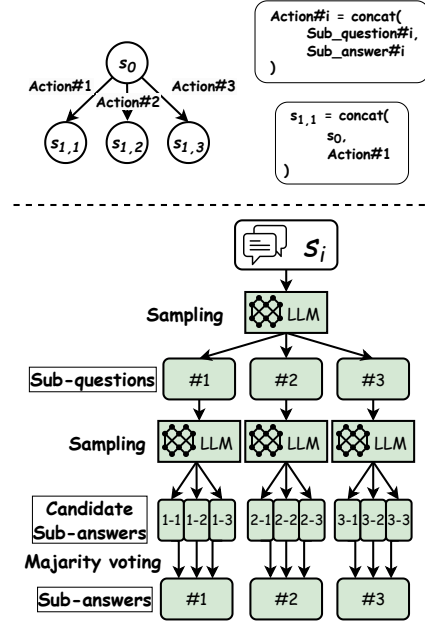 s0
Action#1
Action#2
Action#3
s1,1
s1,2
s1,3
Action#i = concat(
Sub_question#i,
Sub_answer#i
)
s1,1 = concat(
s0,
Action#1
)
Si
Sampling
LLM
Sub-questions
#1
#2
#3
Sampling
LLM
LLM
LLM
Candidate
Sub-answers
1-1
1-2
1-3
2-1
2-2
2-3
3-1
3-2
3-3
Majarity voting
Sub-answers
#1
#2
#3